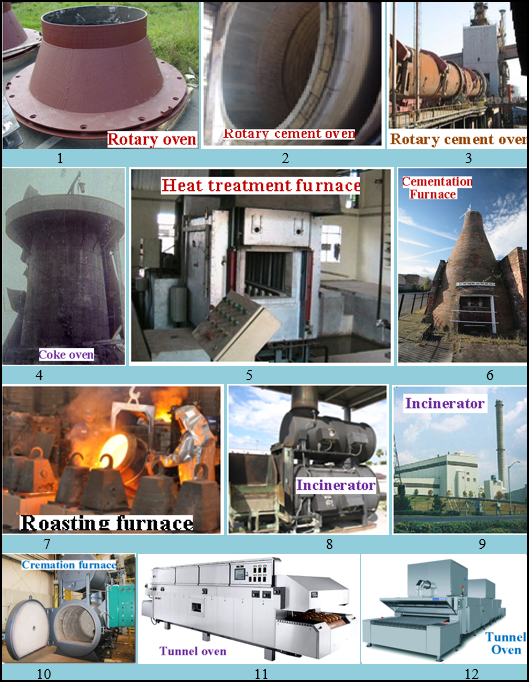 Rotary oven
Rotary cement oven
Rotary cement oven
1
2
3
Coke oven
Heat treatment furnace
Cementation
Furnace
4
5
6
Roasting furnace
Incinerator
Incinerator
7
8
9
Cremation furnace
Tunnel oven
Tunnel
Oven
10
11
12